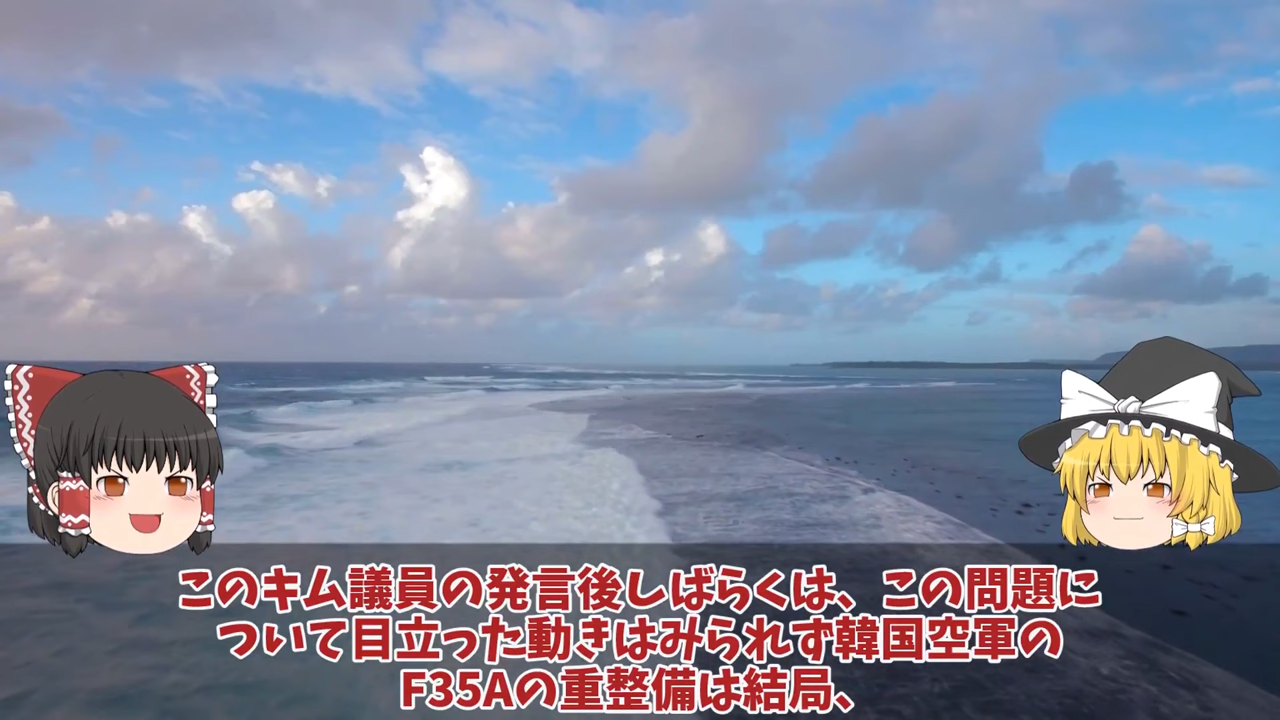 このキム議員の発言後しばらくは、この問題に
ついて目立った動きはみられず韓国空軍の
F35Aの重整備は結局、